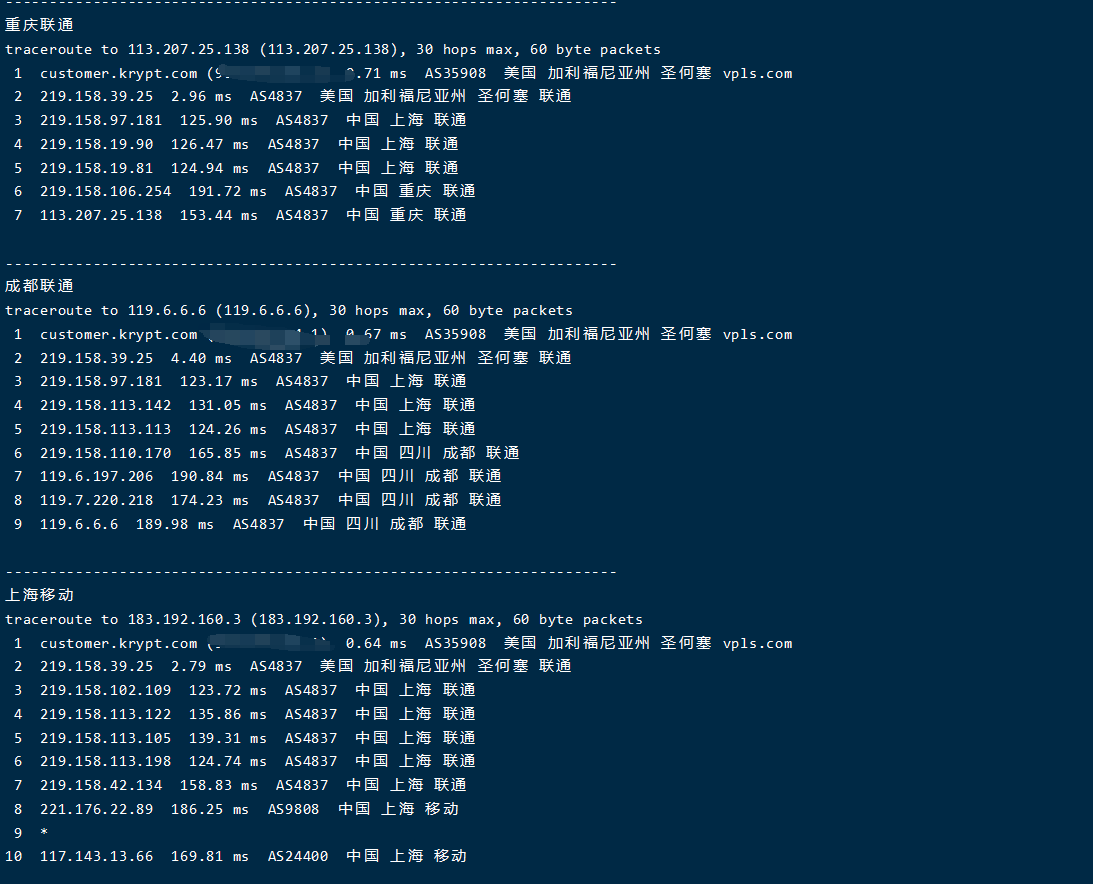 --------------------------------------------------------------------
重庆联通
traceroute to 113.207.25.138 (113.207.25.138), 30 hops max, 60 byte packets
1 customer.krypt.com ( .71 ms AS35908 美国 加利福尼亚州 圣何塞 vpls.com
2 219.158.39.25 2.96 ms AS4837 美国 加利福尼亚州 圣何塞 联通
3 219.158.97.181 125.90 ms AS4837 中国 上海 联通
4 219.158.19.90 126.47 ms AS4837 中国 上海 联通
5 219.158.19.81 124.94 ms AS4837 中国 上海 联通
6 219.158.106.254 191.72 ms AS4837 中国 重庆 联通
7 113.207.25.138 153.44 ms AS4837 中国 重庆 联通
--------------------------------------------------------------------
成都联通
traceroute to 119.6.6.6 (119.6.6.6), 30 hops max, 60 byte packets
1 customer.krypt.com 0.67 ms AS35908 美国 加利福尼亚州 圣何塞 vpls.com
2 219.158.39.25 4.40 ms AS4837 美国 加利福尼亚州 圣何塞 联通
3 219.158.97.181 123.17 ms AS4837 中国 上海 联通
4 219.158.113.142 131.05 ms AS4837 中国 上海 联通
5 219.158.113.113 124.26 ms AS4837 中国 上海 联通
6 219.158.110.170 165.85 ms AS4837 中国 四川 成都 联通
7 119.6.197.206 190.84 ms AS4837 中国 四川 成都 联通
8 119.7.220.218 174.23 ms AS4837 中国 四川 成都 联通
9 119.6.6.6 189.98 ms AS4837 中国 四川 成都 联通
--------------------------------------------------------------------
上海移动
traceroute to 183.192.160.3 (183.192.160.3), 30 hops max, 60 byte packets
1 customer.krypt.com ( 0.64 ms AS35908 美国 加利福尼亚州 圣何塞 vpls.com
2 219.158.39.25 2.79 ms AS4837 美国 加利福尼亚州 圣何塞 联通
3 219.158.102.109 123.72 ms AS4837 中国 上海 联通
4 219.158.113.122 135.86 ms AS4837 中国 上海 联通
5 219.158.113.105 139.31 ms AS4837 中国 上海 联通
6 219.158.113.198 124.74 ms AS4837 中国 上海 联通
7 219.158.42.134 158.83 ms AS4837 中国 上海 联通
8 221.176.22.89 186.25 ms AS9808 中国 上海 移动
9 *
10 117.143.13.66 169.81 ms AS24400 中国 上海 移动